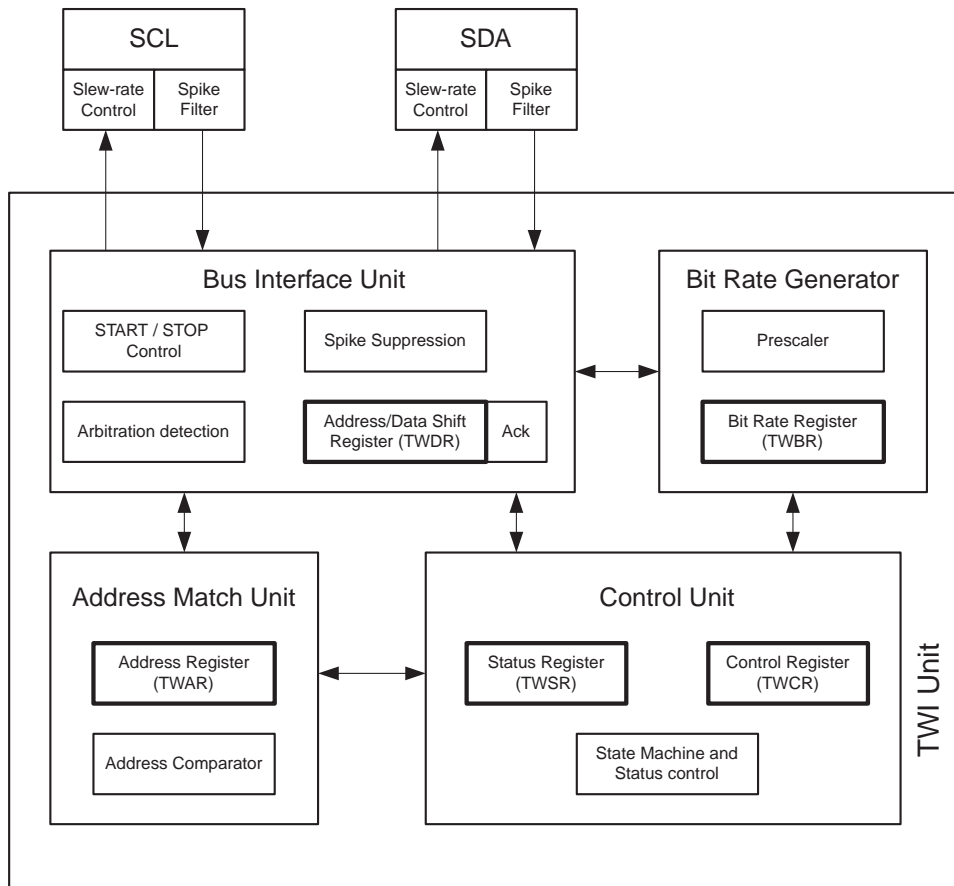 SCL
Slew-rate
Control
Spike
Filter
SDA
Slew-rate
Control
Spike
Filter
Bus Interface Unit
START / STOP
Control
Spike Suppression
Arbitration detection
Address/Data Shift
Register (TWDR)
Ack
Bit Rate Generator
Prescaler
Bit Rate Register
(TWBR)
Address Match Unit
Address Register
(TWAR)
Address Comparator
Control Unit
Status Register
(TWSR)
Control Register
(TWCR)
State Machine and
Status control
TWI Unit